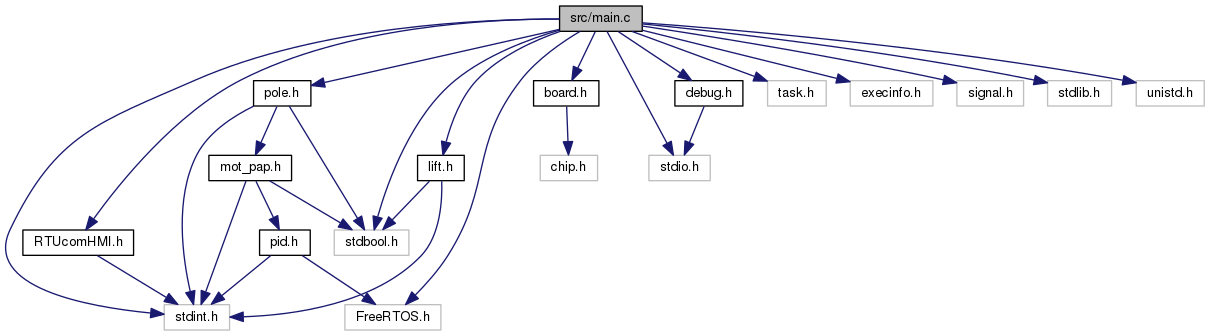 src/main.c
pole.h
board.h
debug.h
task.h
execinfo.h
signal.h
stdlib.h
unistd.h
mot_pap.h
lift.h
chip.h
stdio.h
RTUcomHMI.h
pid.h
stdbool.h
stdint.h
FreeRTOS.h